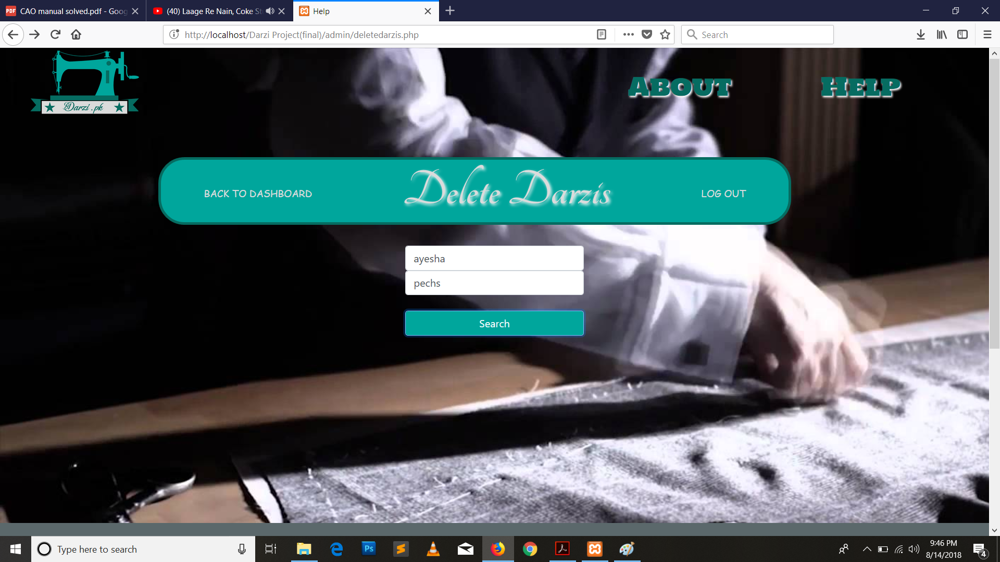 CAO manual solved.pdf - Goog
(40) Laage Re Nain, Coke St
Help
http://localhost/Darzi Project(final)/admin/deletedarzis.php
Search
Darzi .pk
ABOUT
HELP
BACK TO DASHBOARD
Delete Darzis
LOG OUT
ayesha
pechs
Search
Type here to search
Ps
9:46 PM
8/14/2018
4